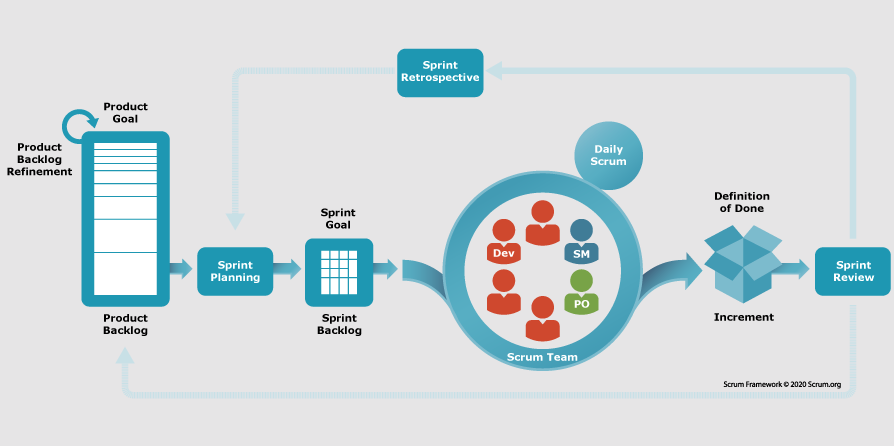 Sprint
Retrospective
Product
Goal
Product
Backlog
Refinement
Daily
Scrum
Definition
of Done
Sprint
Goal
Dev
SM
Sprint
Planning
Sprint
Review
PO
Product
Backlog
Sprint
Backlog
Increment
Scrum Team
Scrum Framework © 2020 Scrum.org